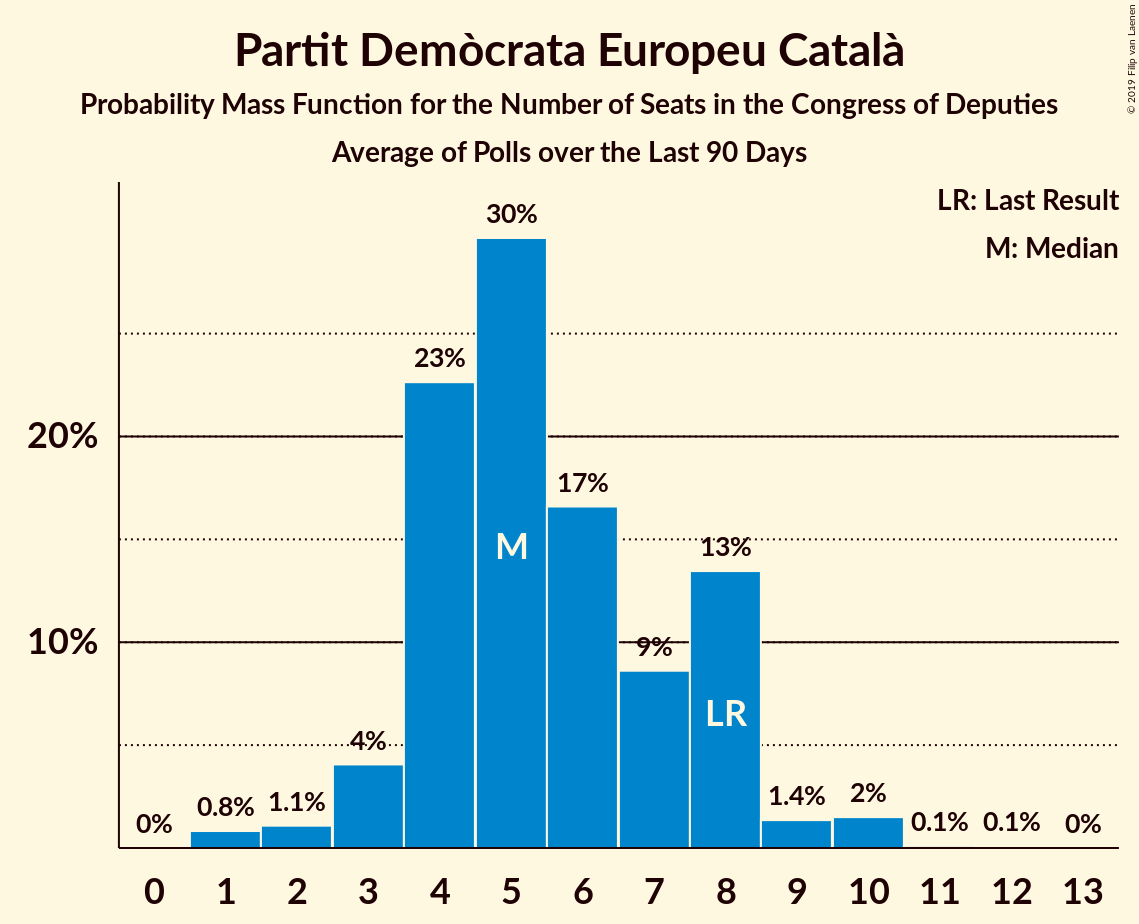 Partit Demòcrata Europeu Català
Probability Mass Function for the Number of Seats in the Congress of Deputies
Average of Polls over the Last 90 Days
© 2019 Filip van Laenen
LR: Last Result
M: Median
20%
10%
0%
0.8%
1.1%
4%
23%
30%
17%
9%
13%
1.4%
2%
0.1%
0.1%
0%
M
LR
0 1 2 3 4 5 6 7 8 9 10 11 12 13